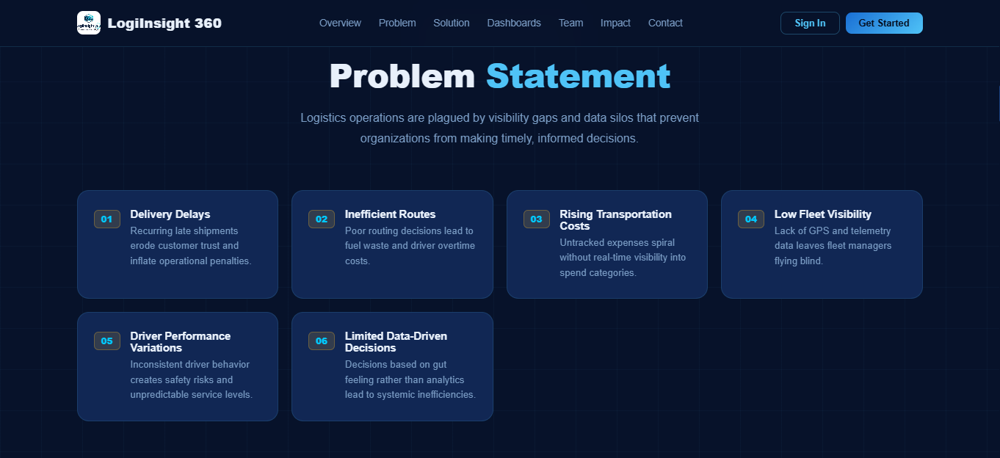 LogiInsight 360
Overview
Problem
Solution
Dashboards
Team
Impact
Contact
Sign In
Get Started
Problem Statement
Logistics operations are plagued by visibility gaps and data silos that prevent
organizations from making timely, informed decisions.
01
Delivery Delays
Recurring late shipments
erode customer trust and
inflate operational penalties.
02
Inefficient Routes
Poor routing decisions lead to
fuel waste and driver overtime
costs.
03
Rising Transportation
Costs
Untracked expenses spiral
without real-time visibility into
spend categories.
04
Low Fleet Visibility
Lack of GPS and telemetry
data leaves fleet managers
flying blind.
05
Driver Performance
Variations
Inconsistent driver behavior
creates safety risks and
unpredictable service levels.
06
Limited Data-Driven
Decisions
Decisions based on gut
feeling rather than analytics
lead to systemic inefficiencies.